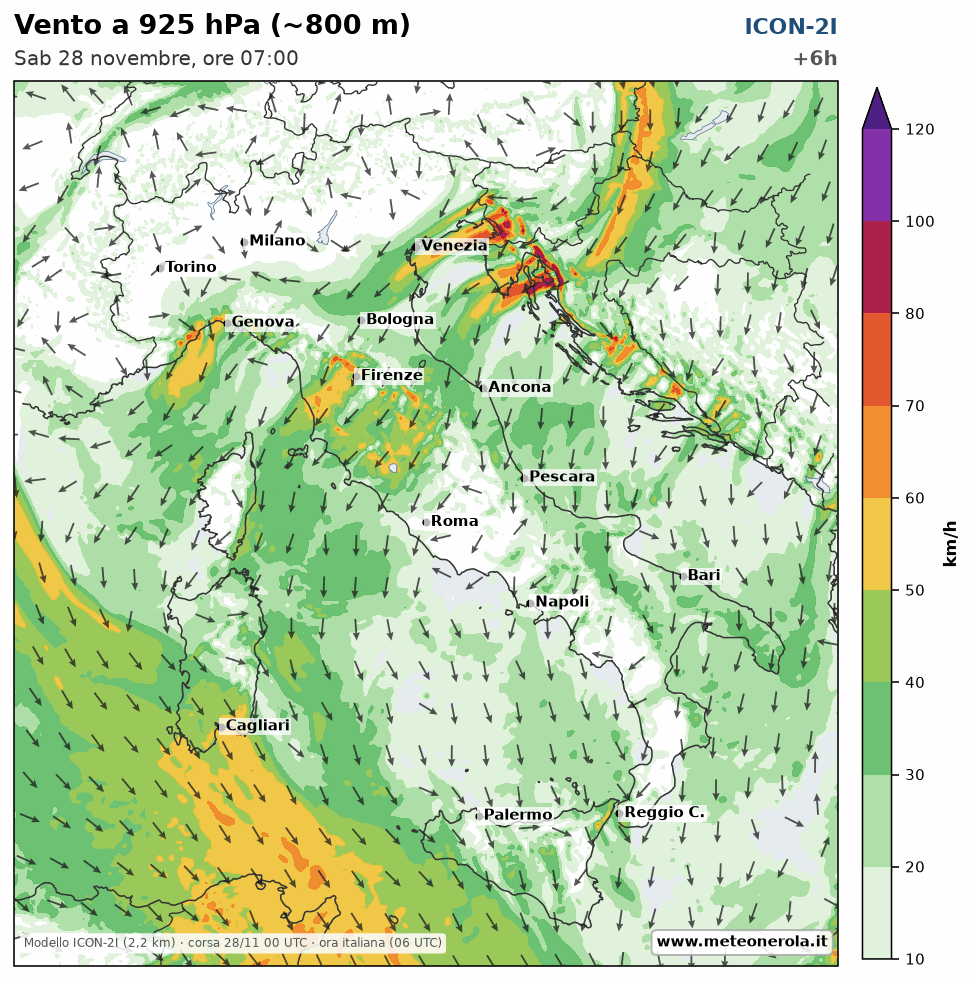 Vento a 925 hPa (~800 m)
ICON-2I
Sab 28 novembre, ore 07:00
+6h
120
100
80
70
60
50
40
30
20
10
km/h
Milano
Venezia
Torino
Genova
Bologna
Firenze
Ancona
Pescara
Roma
Bari
Napoli
Cagliari
Palermo
Reggio C.
Modello ICON-2I (2,2 km) · corsa 28/11 00 UTC · ora italiana (06 UTC)
www.meteonerola.it